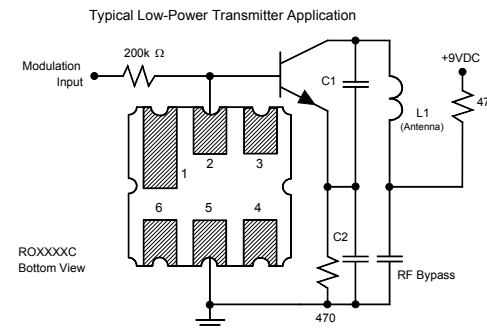 Typical Low-Power Transmitter Application
200k Ω
Modulation
Input
C1
+9VDC
47
L1
(Antenna)
1
2
3
6
5
4
ROXXXXC
Bottom View
C2
RF Bypass
470